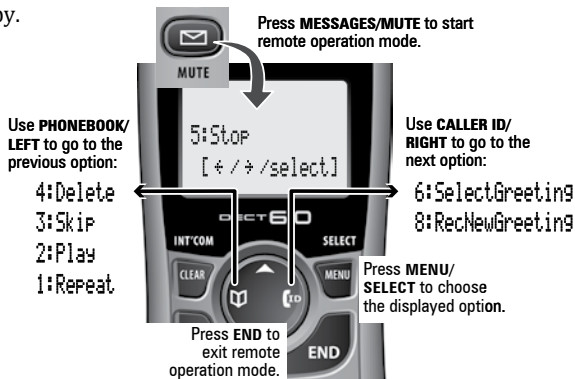 by.
Press MESSAGES/MUTE to start
remote operation mode.
MUTE
Use PHONEBOOK/
LEFT to go to the
previous option:
4:Delete
3:Skip
2:Play
1:Repeat
5:Stop
[←/→/select]
Use CALLER ID/
RIGHT to go to the
next option:
6:SelectGreeting
8:RecNewGreeting
DECT 6.0
INT'COM
SELECT
CLEAR
MENU
ID
Press MENU/
SELECT to choose
the displayed option.
Press END to
exit remote
operation mode.
END